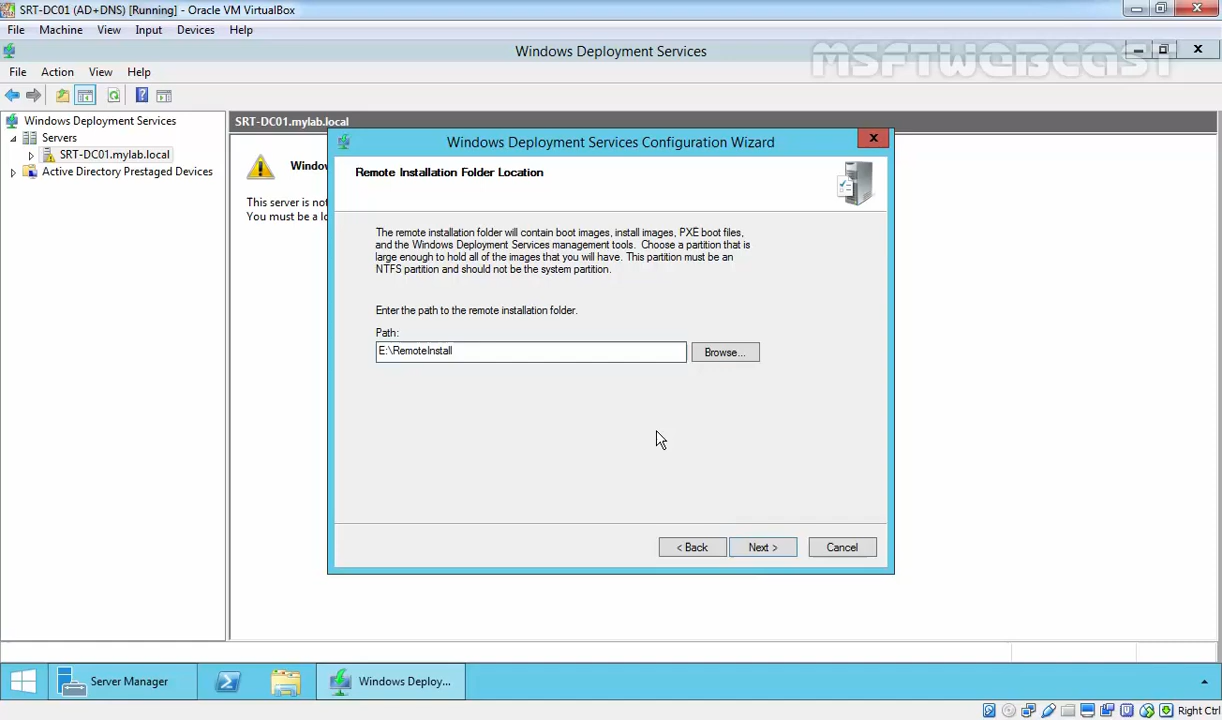 SRT-DC01 (AD+DNS) [Running] - Oracle VM VirtualBox
File Machine View Input Devices Help
Windows Deployment Services
MSFTWEBCAST
File Action View Help
Windows Deployment Services
Servers
SRT-DC01.mylab.local
Active Directory Prestaged Devices
SRT-DC01.mylab.local
This server is
You must be a
Windows Deployment Services Configuration Wizard
Remote Installation Folder Location
The remote installation folder will contain boot images, install images, PXE boot files,
and the Windows Deployment Services management tools. Choose a partition that is
large enough to hold all of the images that you will have. This partition must be an
NTFS partition and should not be the system partition.
Enter the path to the remote installation folder.
Path:
E:\RemoteInstall
Browse...
< Back
Next >
Cancel
Server Manager
Windows Deploy...
Right Ctrl